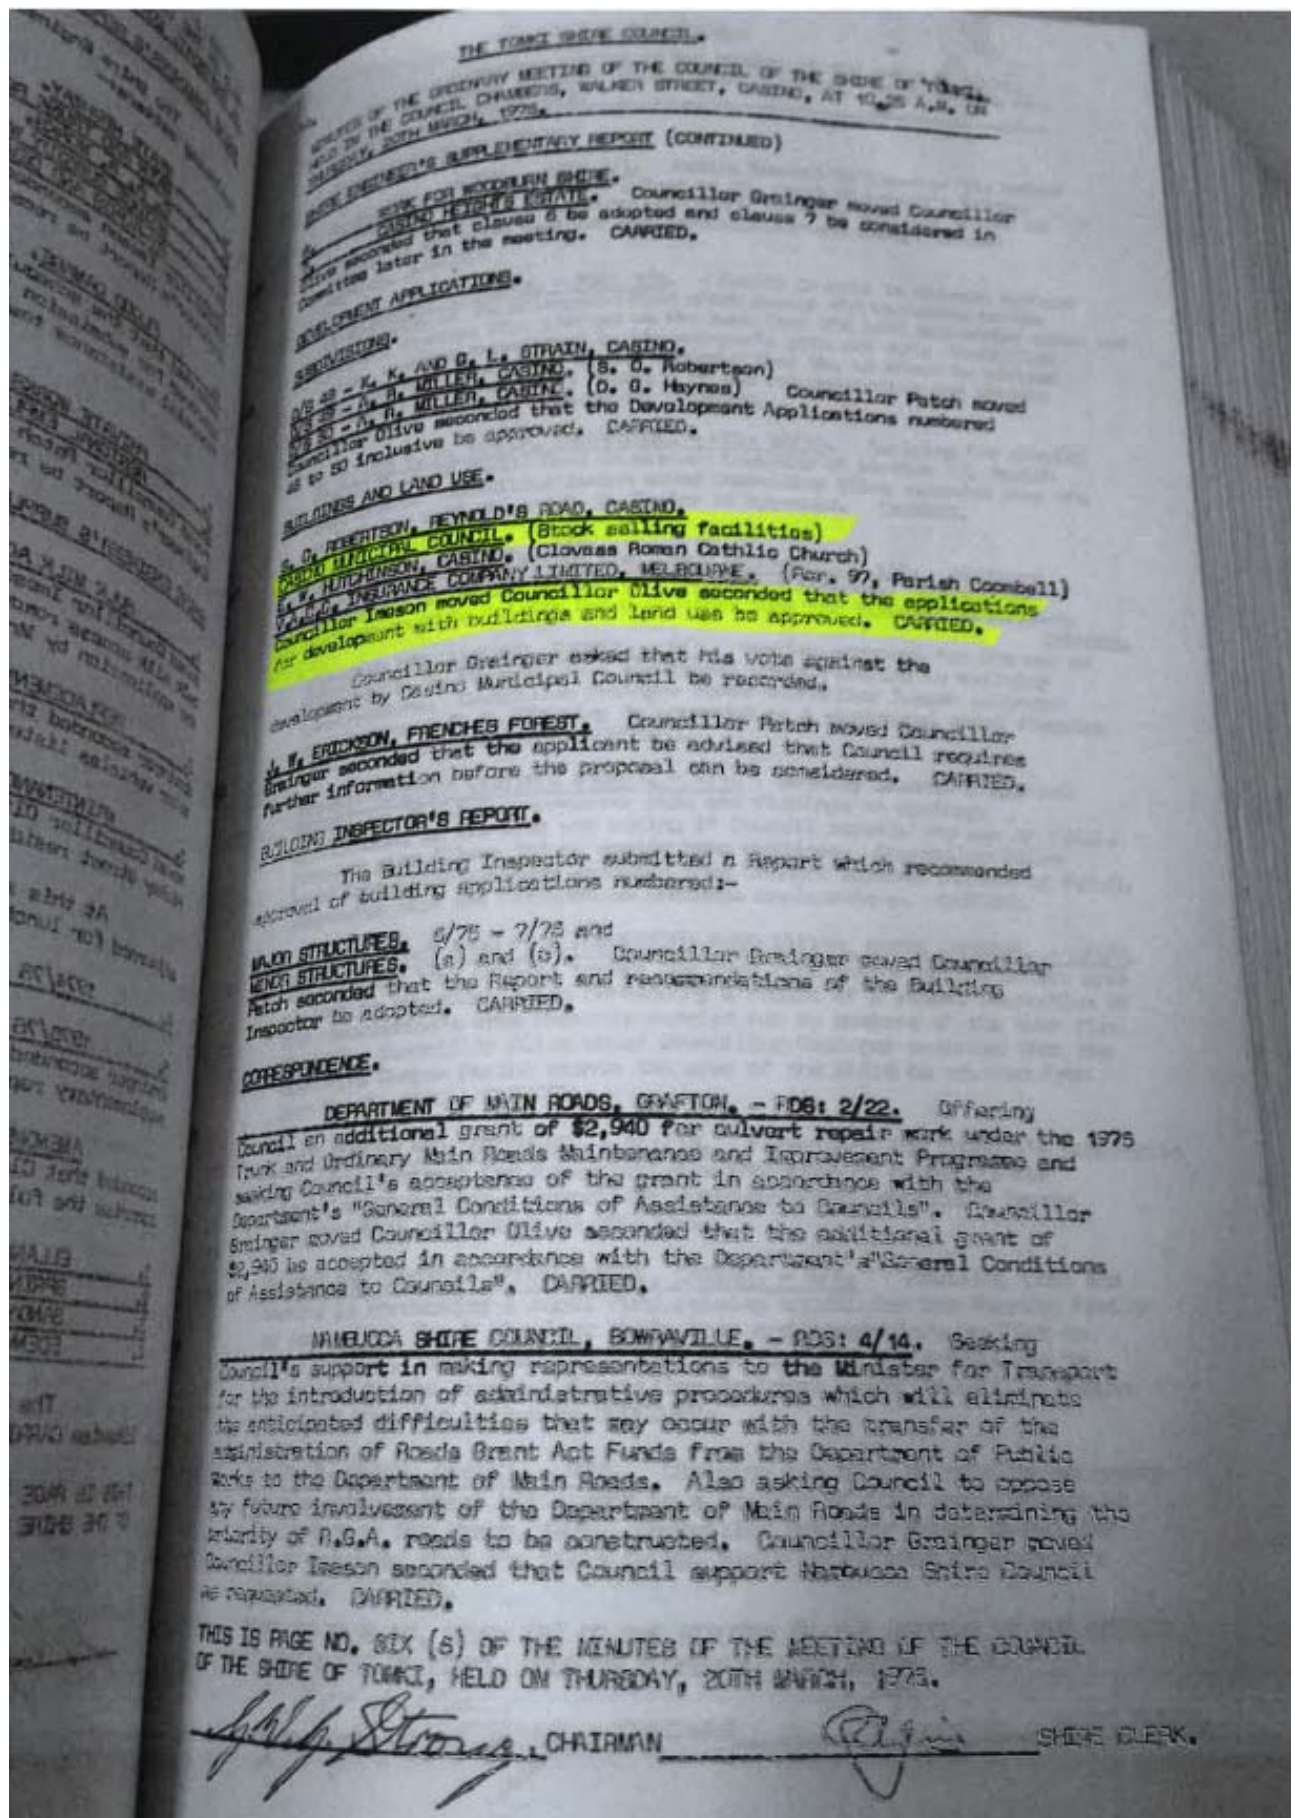 THE TOMKI SHIRE COUNCIL.
MINUTES OF THE ORDINARY MEETING OF THE COUNCIL OF THE SHIRE OF TOMKI,
HELD IN THE COUNCIL CHAMBERS, WALKER STREET, CASINO, AT 10.35 A.M. ON
THURSDAY, 20TH MARCH, 1975.
SHIRE ENGINEER'S SUPPLEMENTARY REPORT (CONTINUED)
WORK FOR WOODBURN SHIRE.
CASINO HEIGHTS ESTATE. Councillor Grainger moved Councillor
Olive seconded that clause 6 be adopted and clause 7 be considered in
Committee later in the meeting. CARRIED.
DEVELOPMENT APPLICATIONS.
SUBDIVISIONS.
K. K. AND G. L. STRAIN, CASINO.
A. R. MILLER, CASINO. (S. O. Robertson)
A. R. MILLER, CASINO. (D. G. Haynes) Councillor Patch moved
Councillor Olive seconded that the Development Applications numbered
48 to 50 inclusive be approved. CARRIED.
BUILDINGS AND LAND USE.
ROBERTSON, REYNOLD'S ROAD, CASINO.
CASINO MUNICIPAL COUNCIL. (Stock selling facilities)
W. HUTCHINSON, CASINO. (Clovass Roman Cathlic Church)
INSURANCE COMPANY LIMITED, MELBOURNE. (Por. 97, Parish Coombell)
Councillor Imeson moved Councillor Olive seconded that the applications
for development with buildings and land use be approved. CARRIED.
Councillor Grainger asked that his vote against the
development by Casino Municipal Council be recorded.
J. W. ERICKSON, FRENCHES FOREST. Councillor Patch moved Councillor
Grainger seconded that the applicant be advised that Council requires
further information before the proposal can be considered. CARRIED.
BUILDING INSPECTOR'S REPORT.
The Building Inspector submitted a Report which recommended
approval of building applications numbered:-
MAJOR STRUCTURES. 6/75 - 7/75 and
MINOR STRUCTURES. (a) and (c). Councillor Grainger moved Councillor
Patch seconded that the Report and recommendations of the Building
Inspector be adopted. CARRIED.
CORRESPONDENCE.
DEPARTMENT OF MAIN ROADS, GRAFTON. - RDS: 2/22. Offering
Council an additional grant of $2,940 for culvert repair work under the 1975
Trunk and Ordinary Main Roads Maintenance and Improvement Programme and
seeking Council's acceptance of the grant in accordance with the
Department's "General Conditions of Assistance to Councils". Councillor
Grainger moved Councillor Olive seconded that the additional grant of
$2,940 be accepted in accordance with the Department's"General Conditions
of Assistance to Councils". CARRIED.
NAMBUCCA SHIRE COUNCIL, BOWRAVILLE. - RDS: 4/14. Seeking
Council's support in making representations to the Minister for Transport
for the introduction of administrative procedures which will eliminate
the anticipated difficulties that may occur with the transfer of the
administration of Roads Grant Act Funds from the Department of Public
Works to the Department of Main Roads. Also asking Council to oppose
any future involvement of the Department of Main Roads in determining the
priority of R.G.A. roads to be constructed. Councillor Grainger moved
Councillor Imeson seconded that Council support Nambucca Shire Council
as requested. CARRIED.
THIS IS PAGE NO. SIX (6) OF THE MINUTES OF THE MEETING OF THE COUNCIL
OF THE SHIRE OF TOMKI, HELD ON THURSDAY, 20TH MARCH, 1975.
CHAIRMAN SHIRE CLERK.